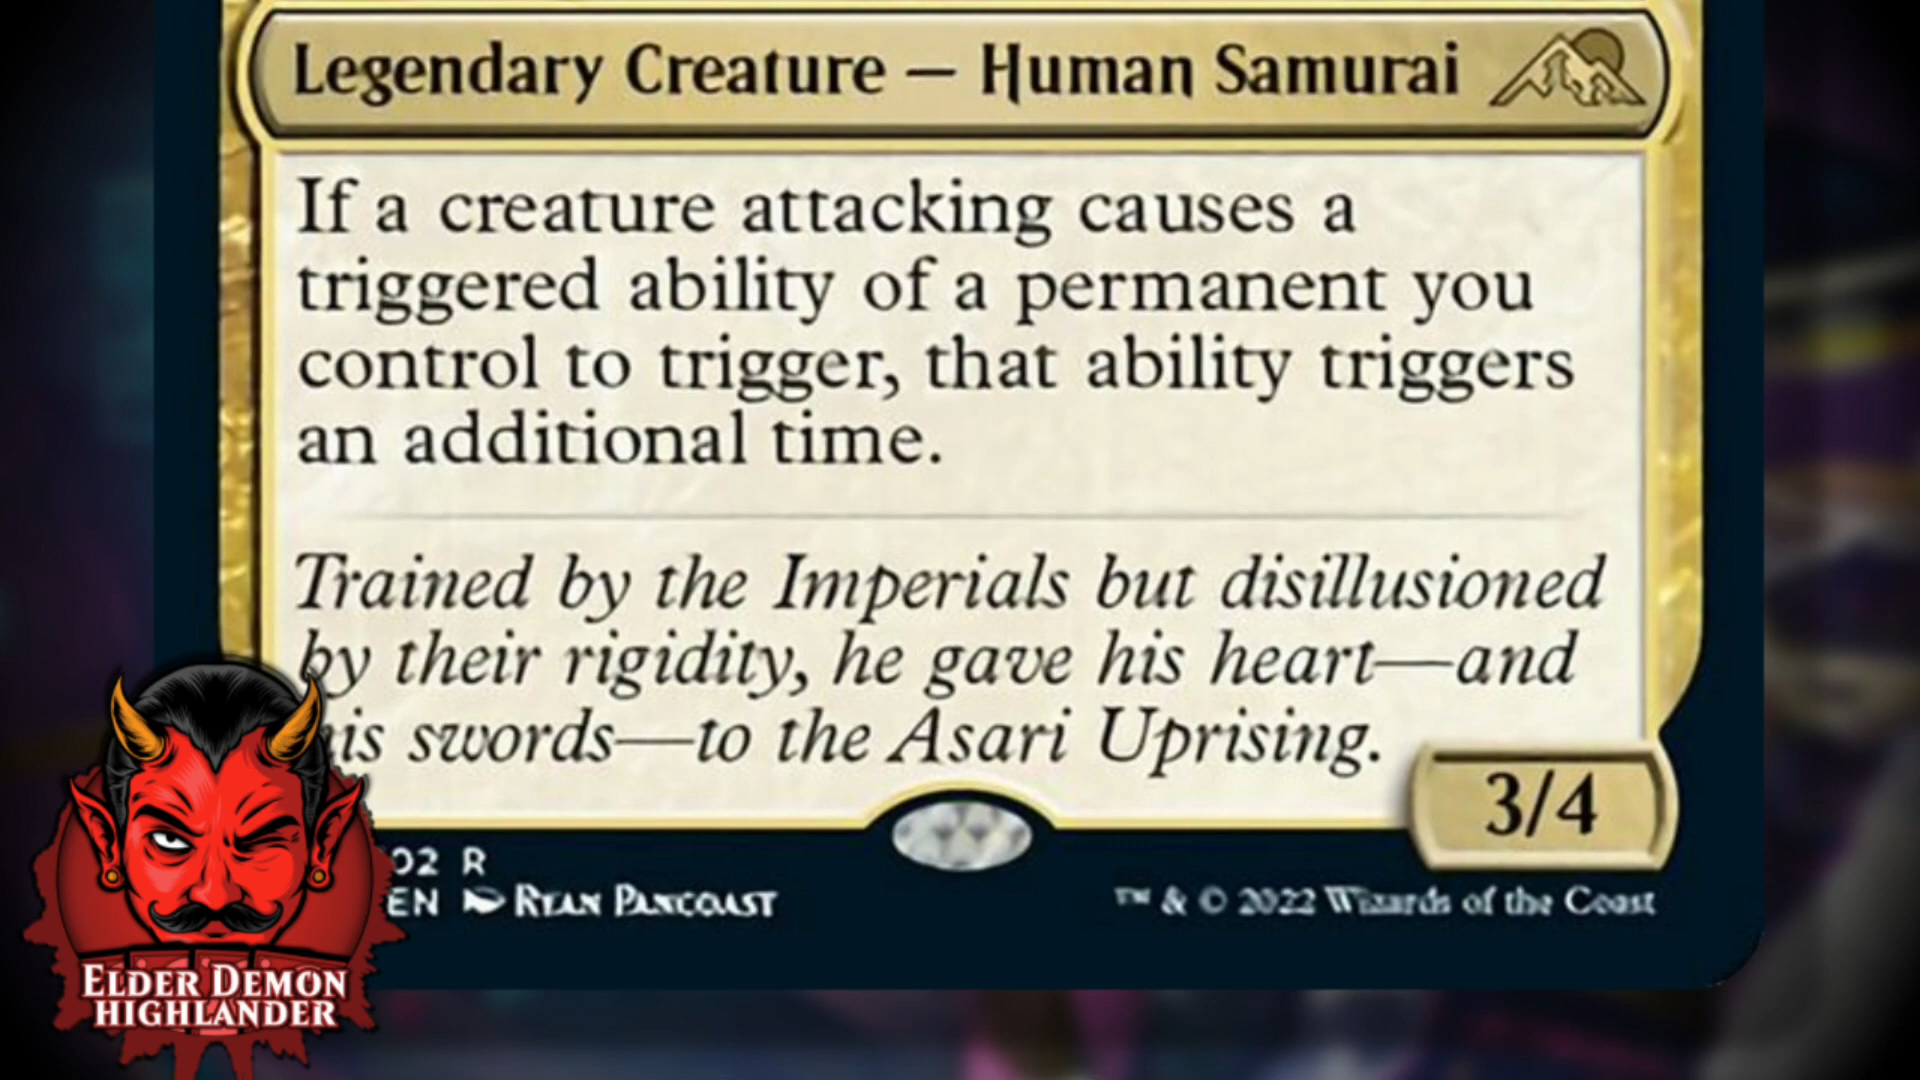 Legendary Creature — Human Samurai
If a creature attacking causes a
triggered ability of a permanent you
control to trigger, that ability triggers
an additional time.
Trained by the Imperials but disillusioned
by their rigidity, he gave his heart—and
swords—to the Asari Uprising.
3/4
02 R
EN RYAN PANCOAST
™ & © 2022 Wizards of the Coast
ELDER DEMON
HIGHLANDER